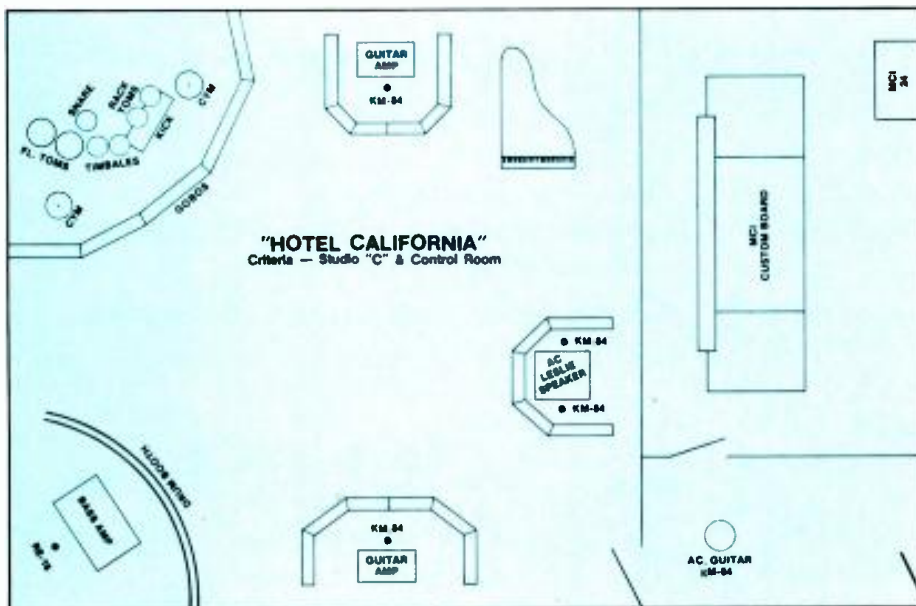 GUITAR
AMP
KM-84
SNARE
RACK
TOMS
KICK
CYM
FL. TOMS
TIMBALES
CYM
GOBOS
"HOTEL CALIFORNIA"
Criteria — Studio "C" & Control Room
MCI
24
MCI
CUSTOM BOARD
KM-84
AC
LESLIE
SPEAKER
KM-84
DRUM BOOTH
BASS AMP
KM-84
GUITAR
AMP
AC. GUITAR
KM-84